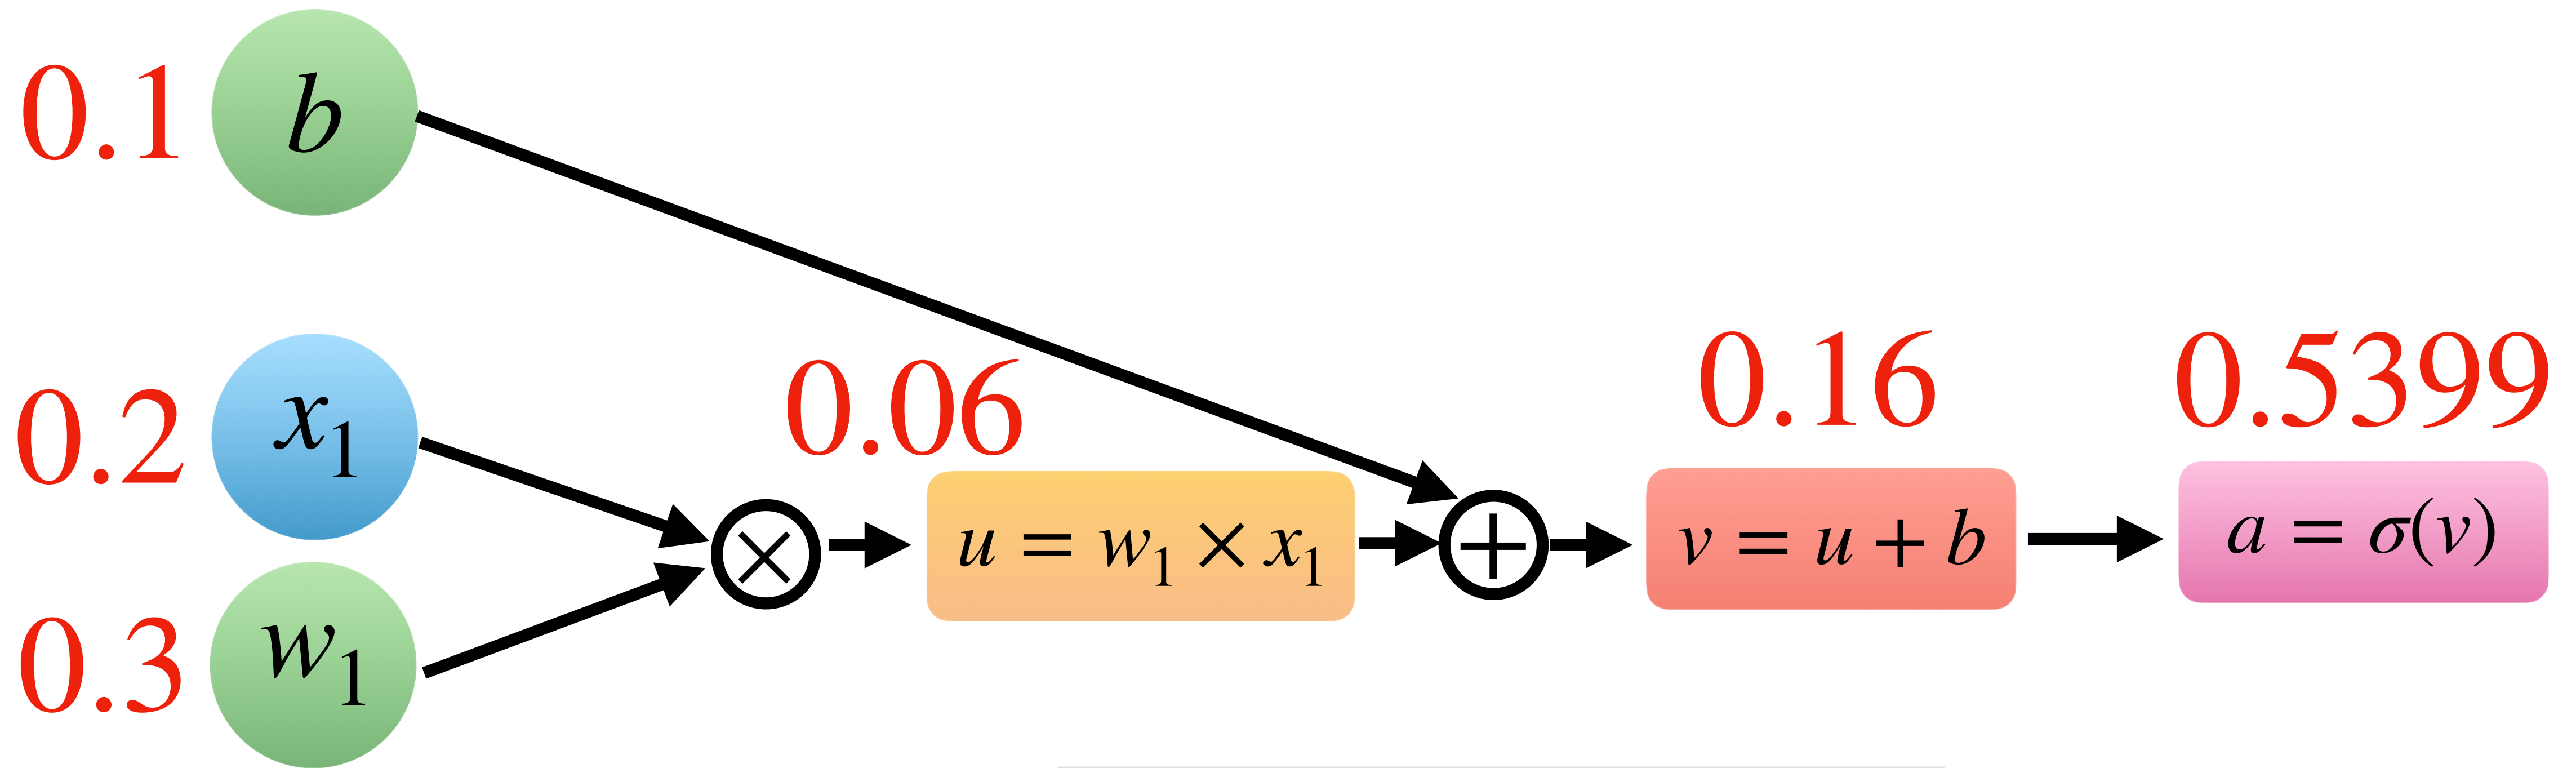 0.1 b
0.2 x₁
0.3 w₁
⊗
0.06
u = w₁ × x₁
⊕
0.16
v = u + b
0.5399
a = σ(v)